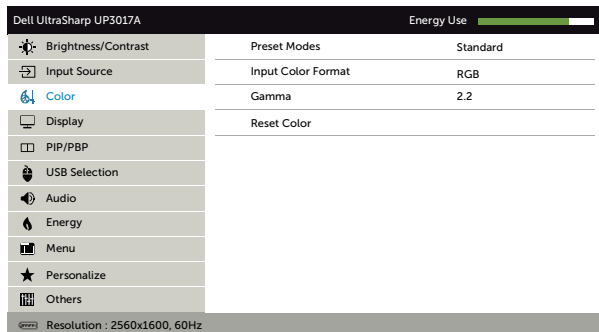 Dell UltraSharp UP3017A Energy Use
Brightness/Contrast Preset Modes Standard
Input Source Input Color Format RGB
Color Gamma 2.2
Display Reset Color
PIP/PBP
USB Selection
Audio
Energy
Menu
Personalize
Others
Resolution : 2560x1600, 60Hz